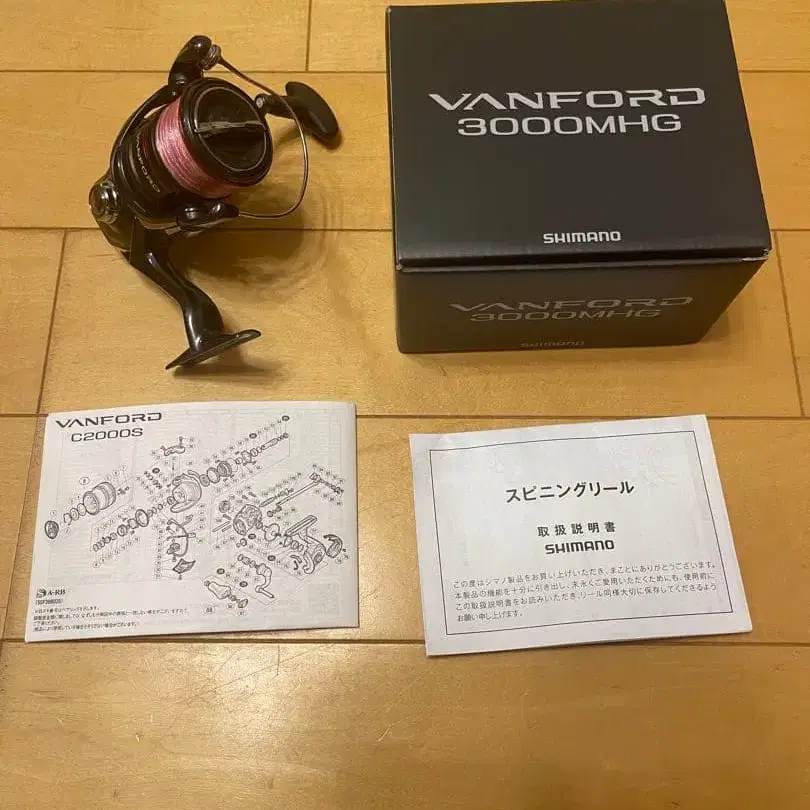 VANFORD
VANFORD
3000MHG
SHIMANO
VANFORD
3000MHG
SHIMANO
VANFORD
C2000S
A-RB
スピニングリール
取扱説明書
SHIMANO
この度はシマノ製品をお買い上げいただき、まことにありがとうございます。
本製品の機能を十分に引き出し、末永くご愛用いただくためにも、使用前に
この取扱説明書をお読みいただき、リール同様大切に保存してくださるよう
お願い申し上げます。